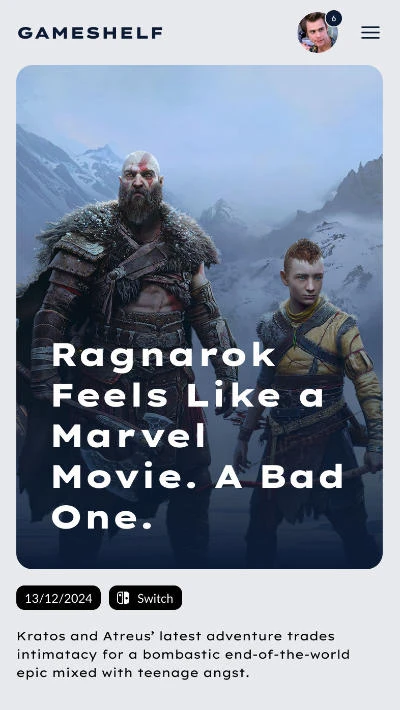 GAMESHELF
6
Ragnarok
Feels Like a
Marvel
Movie. A Bad
One.
13/12/2024
Switch
Kratos and Atreus’ latest adventure trades
intimatacy for a bombastic end-of-the-world
epic mixed with teenage angst.